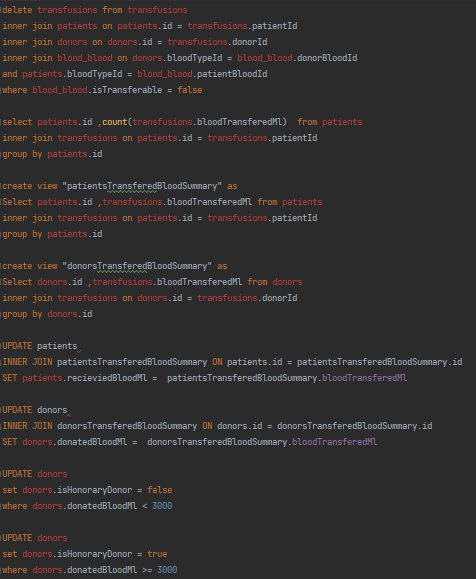 delete transfusions from transfusions
inner join patients on patients.id = transfusions.patientId
inner join donors on donors.id = transfusions.donorId
inner join blood_blood on donors.bloodTypeId = blood_blood.donorBloodId
and patients.bloodTypeId = blood_blood.patientBloodId
where blood_blood.isTransferable = false
select patients.id ,count(transfusions.bloodTransferedMl)  from patients
inner join transfusions on patients.id = transfusions.patientId
group by patients.id
create view "patientsTransferedBloodSummary" as
Select patients.id ,transfusions.bloodTransferedMl from patients
inner join transfusions on patients.id = transfusions.patientId
group by patients.id
create view "donorsTransferedBloodSummary" as
Select donors.id ,transfusions.bloodTransferedMl from donors
inner join transfusions on donors.id = transfusions.donorId
group by donors.id
UPDATE patients
INNER JOIN patientsTransferedBloodSummary ON patients.id = patientsTransferedBloodSummary.id
SET patients.recieviedBloodMl =  patientsTransferedBloodSummary.bloodTransferedMl
UPDATE donors
INNER JOIN donorsTransferedBloodSummary ON donors.id = donorsTransferedBloodSummary.id
SET donors.donatedBloodMl =  donorsTransferedBloodSummary.bloodTransferedMl
UPDATE donors
set donors.isHonoraryDonor = false
where donors.donatedBloodMl < 3000
UPDATE donors
set donors.isHonoraryDonor = true
where donors.donatedBloodMl >= 3000